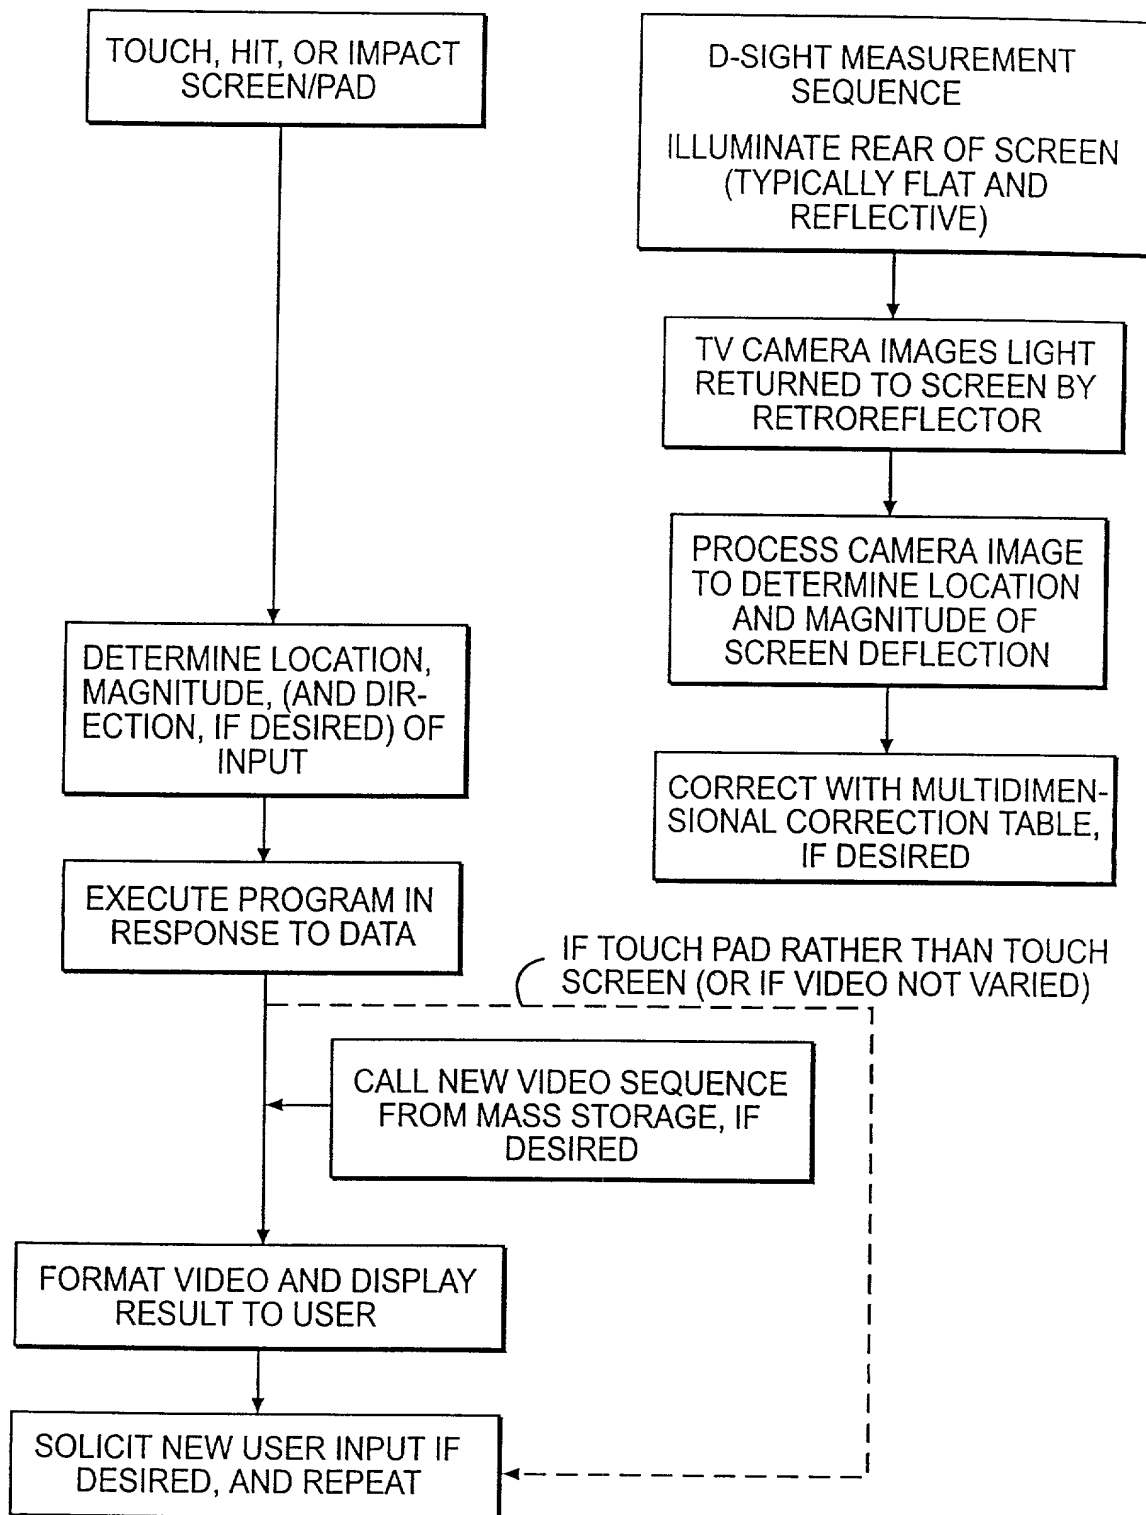 TOUCH, HIT, OR IMPACT
SCREEN/PAD
D-SIGHT MEASUREMENT
SEQUENCE
ILLUMINATE REAR OF SCREEN
(TYPICALLY FLAT AND
REFLECTIVE)
TV CAMERA IMAGES LIGHT
RETURNED TO SCREEN BY
RETROREFLECTOR
PROCESS CAMERA IMAGE
TO DETERMINE LOCATION
AND MAGNITUDE OF
SCREEN DEFLECTION
CORRECT WITH MULTIDIMEN-
SIONAL CORRECTION TABLE,
IF DESIRED
DETERMINE LOCATION,
MAGNITUDE, (AND DIR-
ECTION, IF DESIRED) OF
INPUT
EXECUTE PROGRAM IN
RESPONSE TO DATA
IF TOUCH PAD RATHER THAN TOUCH
SCREEN (OR IF VIDEO NOT VARIED)
CALL NEW VIDEO SEQUENCE
FROM MASS STORAGE, IF
DESIRED
FORMAT VIDEO AND DISPLAY
RESULT TO USER
SOLICIT NEW USER INPUT IF
DESIRED, AND REPEAT